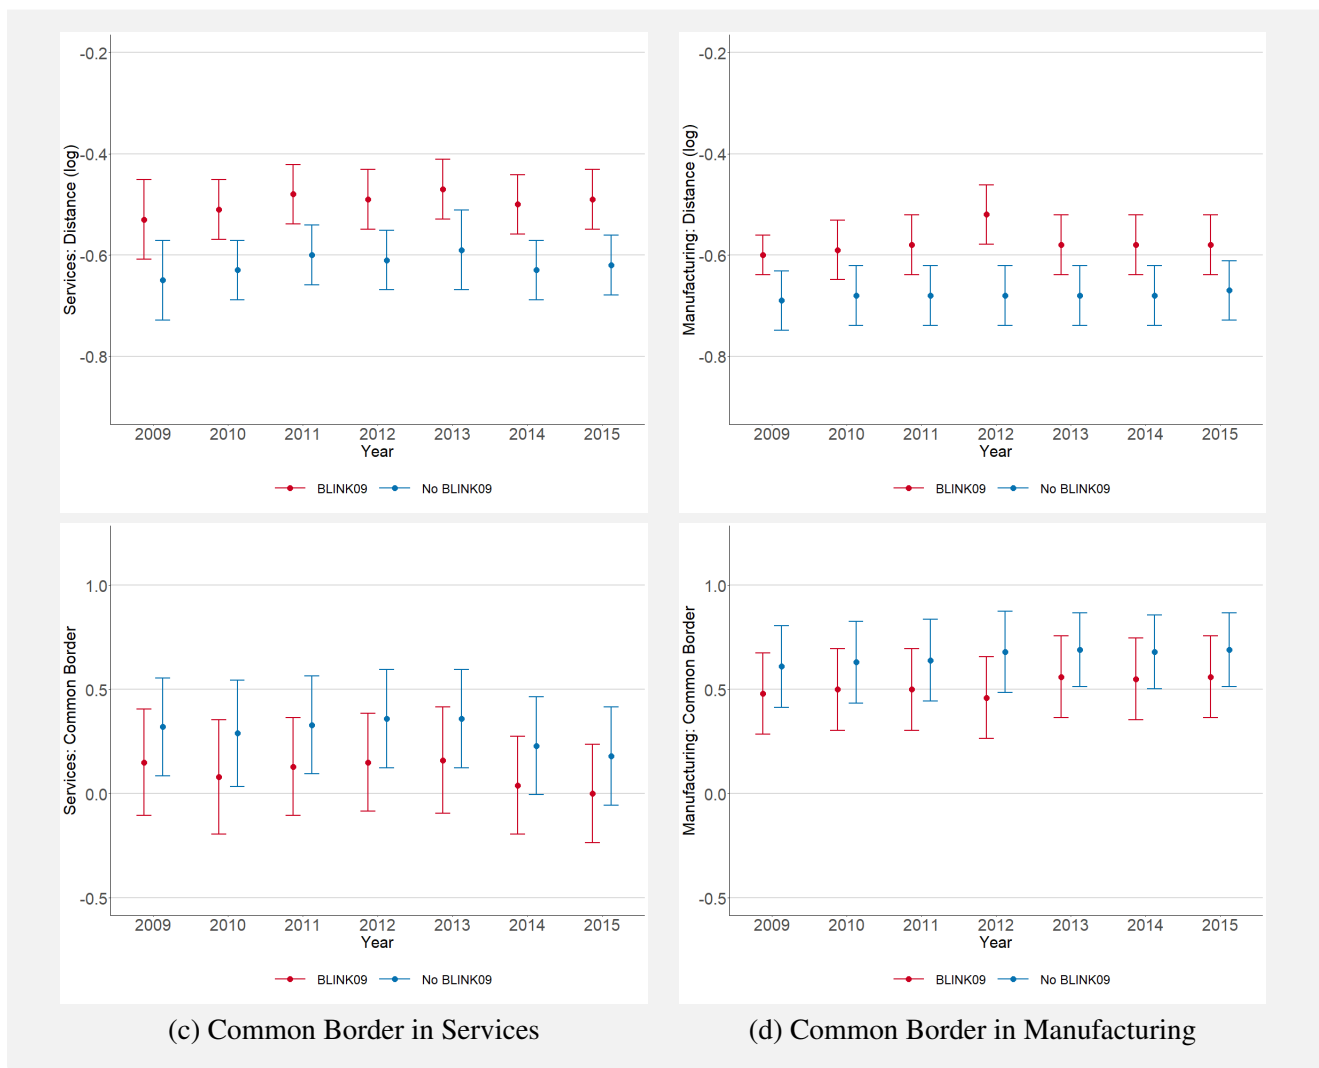 Services: Distance (log)
-0.2
-0.4
-0.6
-0.8
2009 2010 2011 2012 2013 2014 2015
Year
BLINK09 No BLINK09
Manufacturing: Distance (log)
-0.2
-0.4
-0.6
-0.8
2009 2010 2011 2012 2013 2014 2015
Year
BLINK09 No BLINK09
Services: Common Border
1.0
0.5
0.0
-0.5
2009 2010 2011 2012 2013 2014 2015
Year
BLINK09 No BLINK09
Manufacturing: Common Border
1.0
0.5
0.0
-0.5
2009 2010 2011 2012 2013 2014 2015
Year
BLINK09 No BLINK09
(c) Common Border in Services
(d) Common Border in Manufacturing